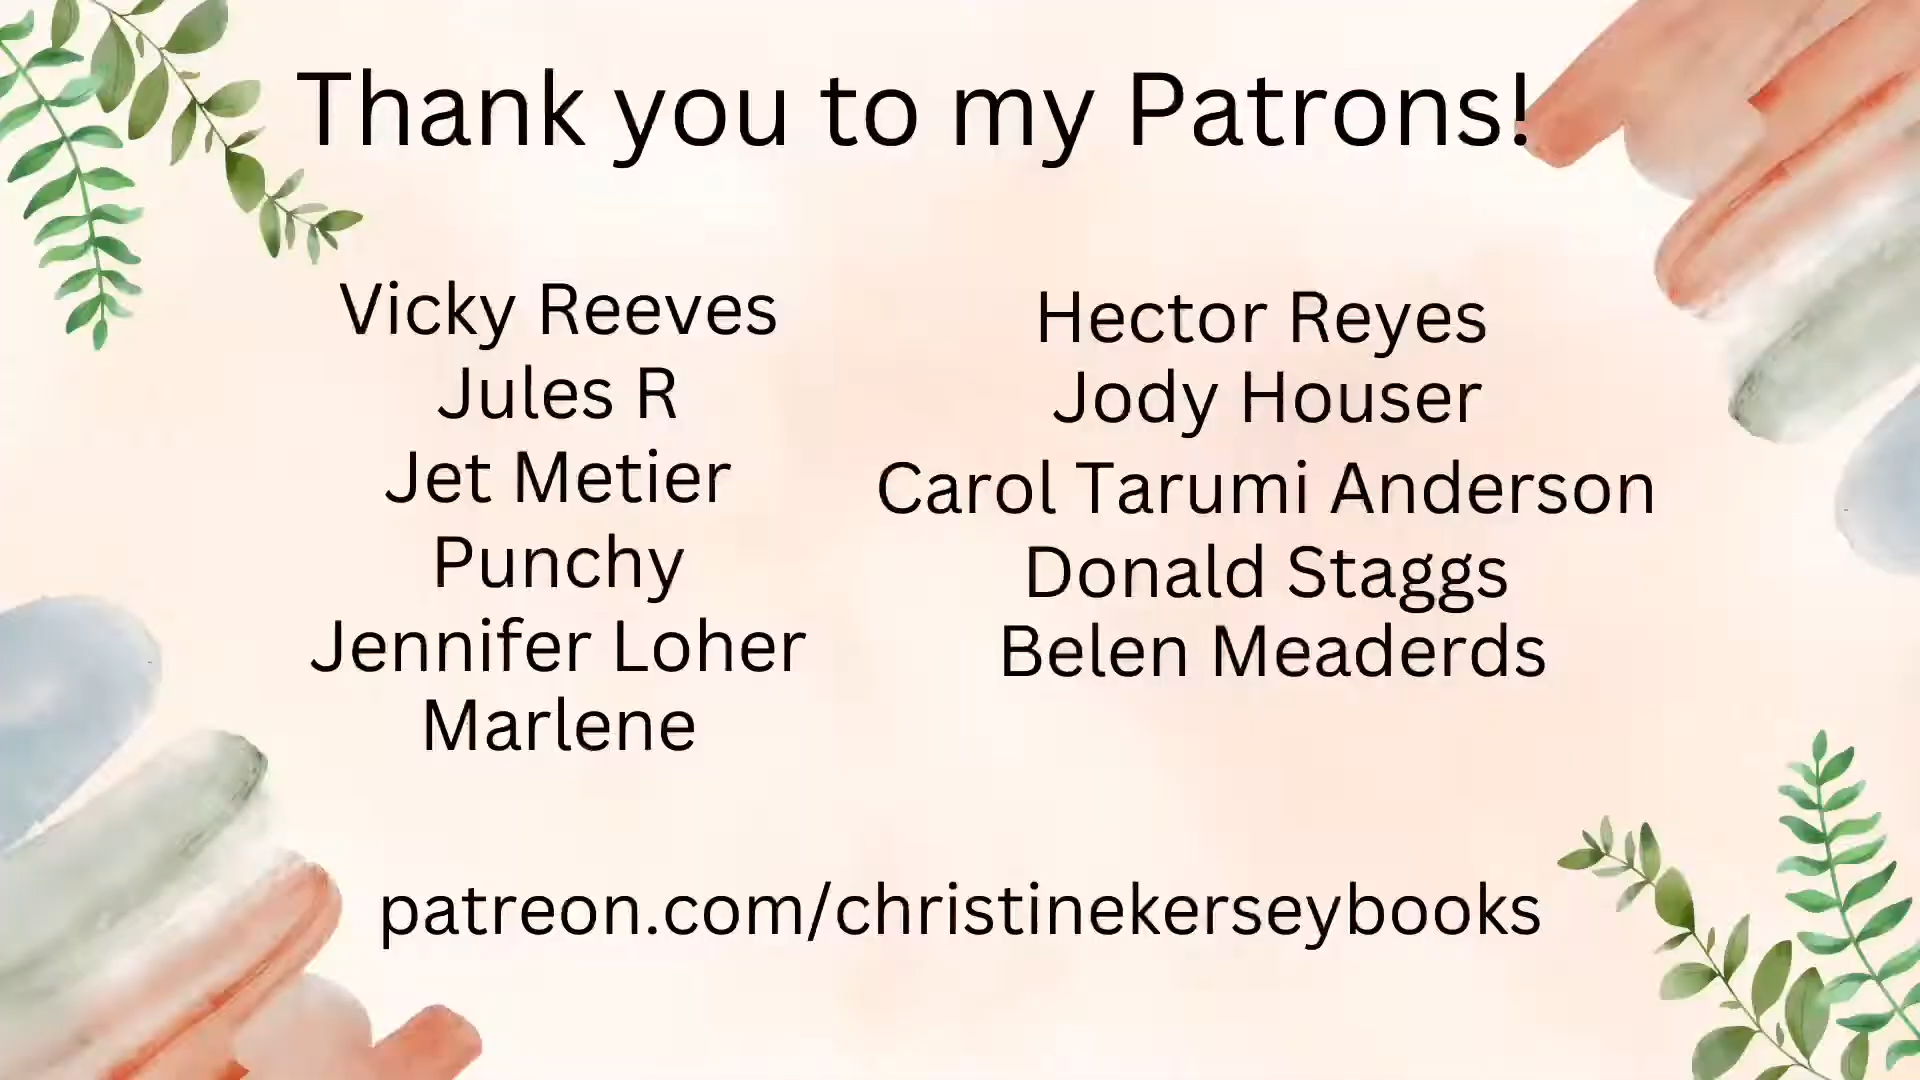 Thank you to my Patrons!
Vicky Reeves
Jules R
Jet Metier
Punchy
Jennifer Loher
Marlene
Hector Reyes
Jody Houser
Carol Tarumi Anderson
Donald Staggs
Belen Meaderds
patreon.com/christinekerseybooks